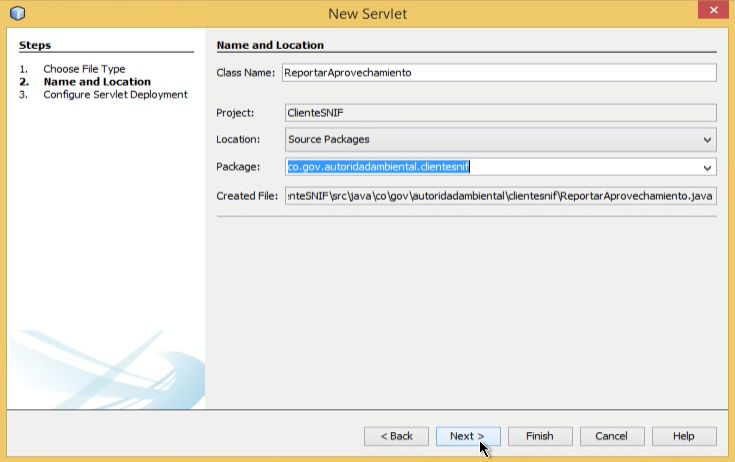 New Servlet
Steps
1. Choose File Type
2. Name and Location
3. Configure Servlet Deployment
Name and Location
Class Name: ReportarAprovechamiento
Project: ClienteSNIF
Location: Source Packages
Package: co.gov.autoridadambiental.clientesnif
Created File: nteSNIF\src\java\co\gov\autoridadambiental\clientesnif\ReportarAprovechamiento.java
< Back Next > Finish Cancel Help